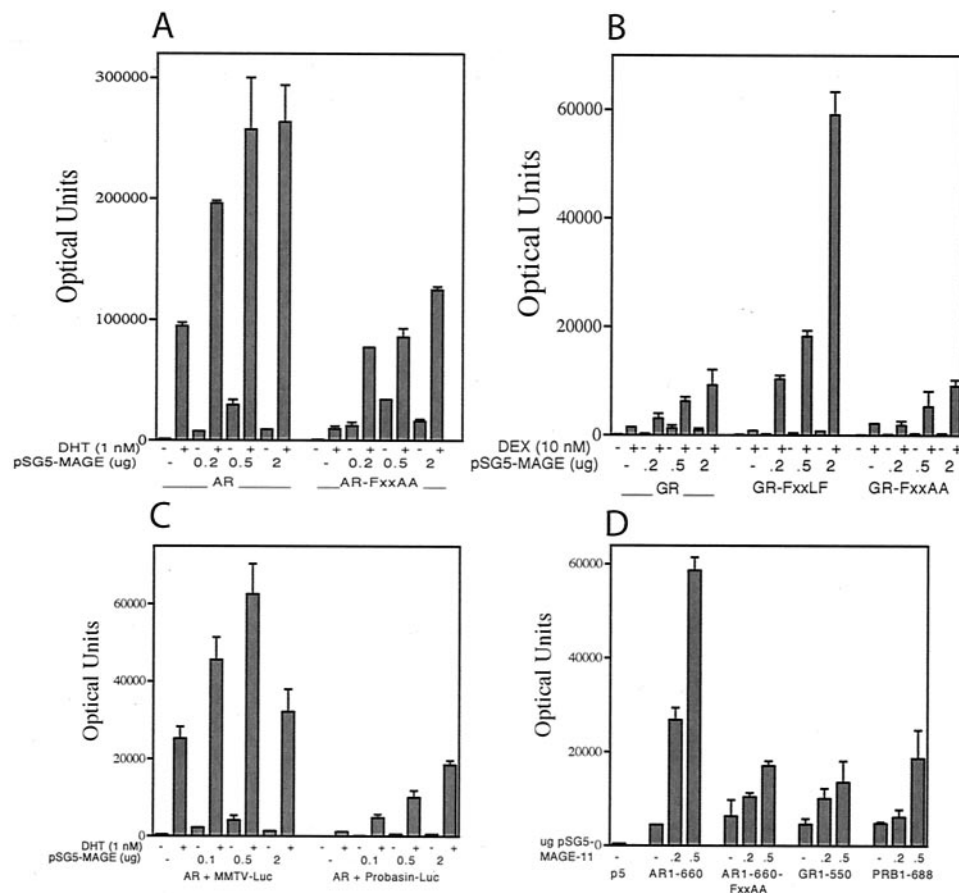 A
Optical Units
300000
200000
100000
0
DHT (1 nM) - + - + - + - +
pSG5-MAGE (ug) - 0.2 0.5 2 - 0.2 0.5 2
AR AR-FxxAA
B
Optical Units
60000
40000
20000
0
DEX (10 nM) - + - + - + - + - + - + - + - + - + - + - + - +
pSG5-MAGE (ug) - .2 .5 2 - .2 .5 2 - .2 .5 2
GR GR-FxxLF GR-FxxAA
C
Optical Units
60000
40000
20000
0
DHT (1 nM) - + - + - + - + - + - + - + - +
pSG5-MAGE (ug) - 0.1 0.5 2 - 0.1 0.5 2
AR + MMTV-Luc AR + Probasin-Luc
D
Optical Units
60000
40000
20000
0
ug pSG5-
MAGE-11 - - .2 .5 - .2 .5 - .2 .5 - .2 .5
p5 AR1-660 AR1-660-
FxxAA GR1-550 PRB1-688